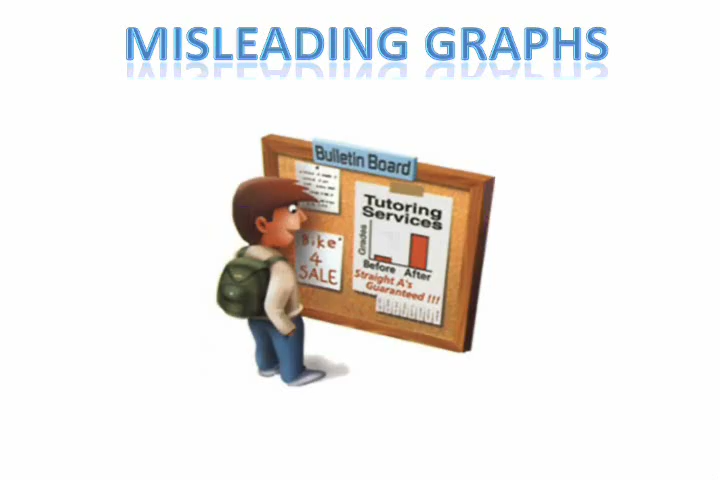 MISLEADING GRAPHS
Bulletin Board
Tutoring
Services
Grades
Before After
Straight A's
Guaranteed !!!
Bike
4
SALE